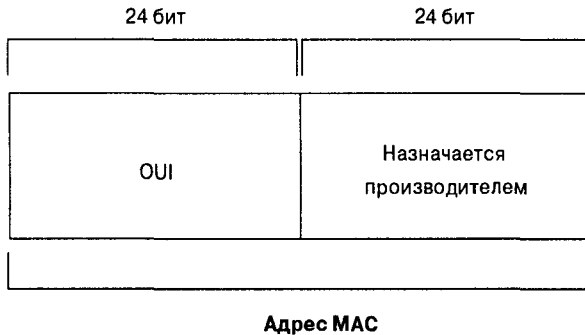 24 бит 24 бит
OUI
Назначается
производителем
Адрес MAC